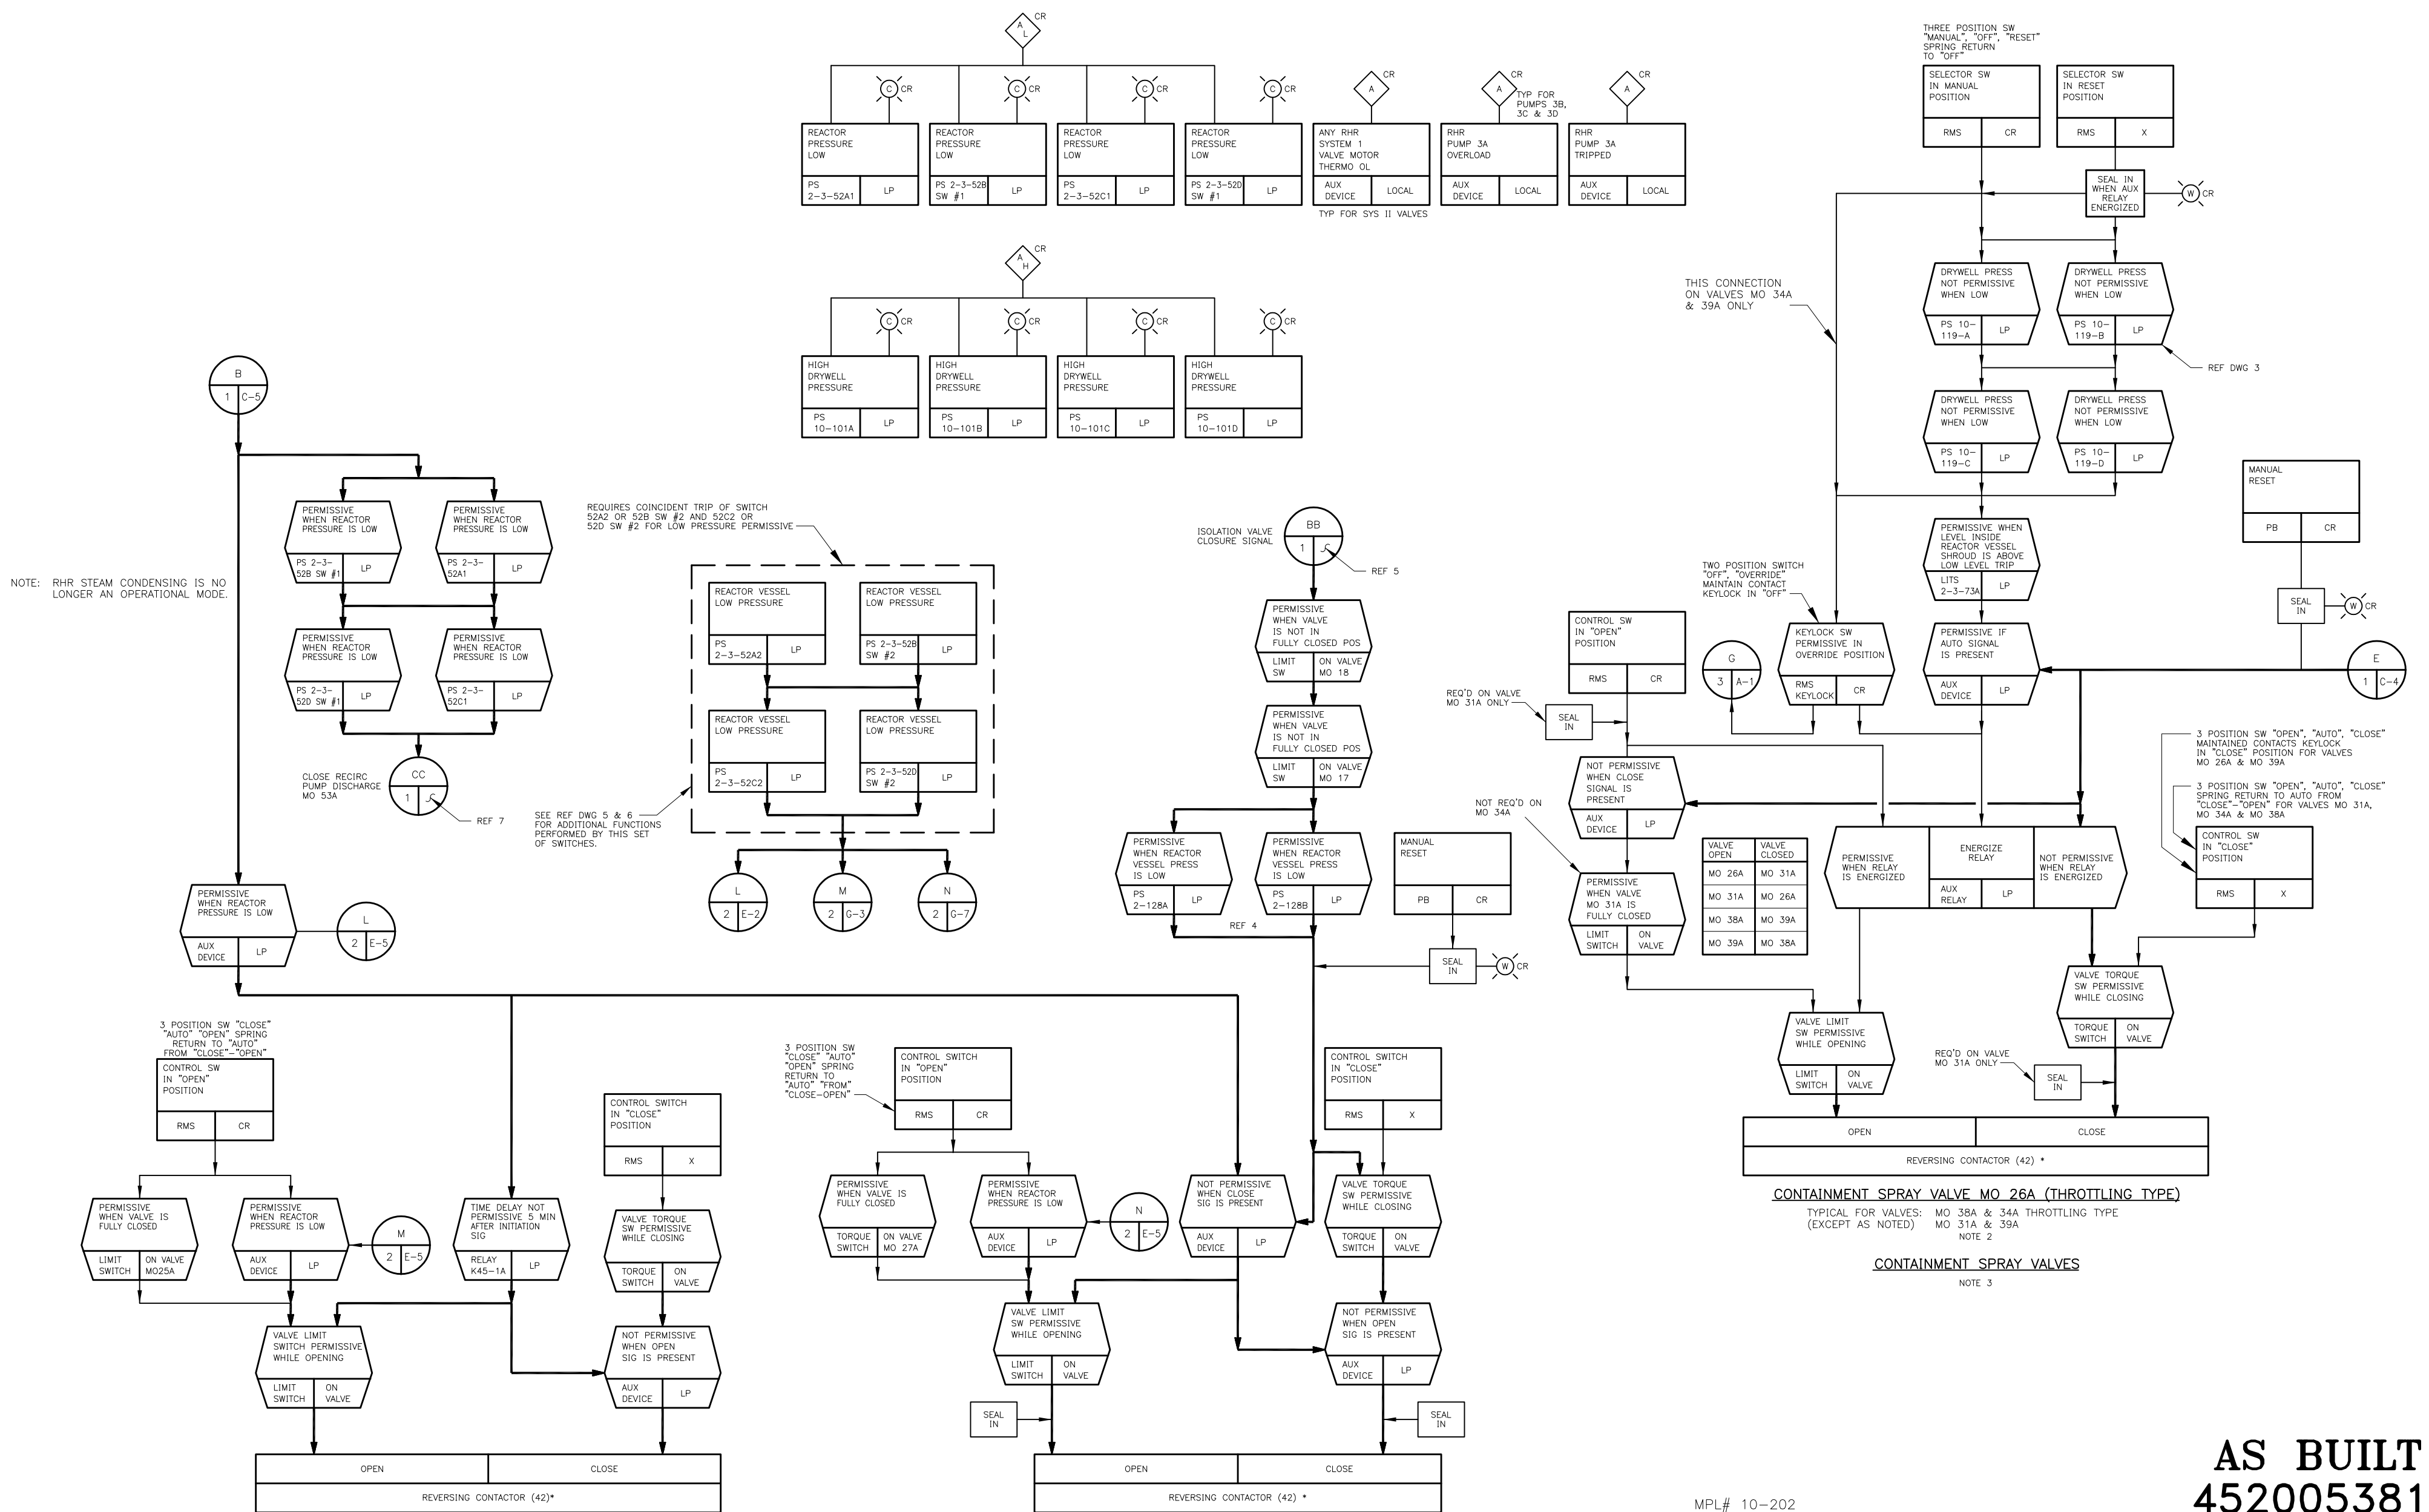 A
L
CR
C
CR
C
CR
C
CR
C
CR
REACTOR
PRESSURE
LOW
PS
2-3-52A1
LP
REACTOR
PRESSURE
LOW
PS 2-3-52B
SW #1
LP
REACTOR
PRESSURE
LOW
PS
2-3-52C1
LP
REACTOR
PRESSURE
LOW
PS 2-3-52D
SW #1
LP
A
CR
ANY RHR
SYSTEM 1
VALVE MOTOR
THERMO OL
AUX
DEVICE
LOCAL
TYP FOR SYS II VALVES
A
CR
TYP FOR
PUMPS 3B,
3C & 3D
RHR
PUMP 3A
OVERLOAD
AUX
DEVICE
LOCAL
A
CR
RHR
PUMP 3A
TRIPPED
AUX
DEVICE
LOCAL
A
H
CR
C
CR
C
CR
C
CR
C
CR
HIGH
DRYWELL
PRESSURE
PS
10-101A
LP
HIGH
DRYWELL
PRESSURE
PS
10-101B
LP
HIGH
DRYWELL
PRESSURE
PS
10-101C
LP
HIGH
DRYWELL
PRESSURE
PS
10-101D
LP
B
1
C-5
PERMISSIVE
WHEN REACTOR
PRESSURE IS LOW
PS 2-3-
52B SW #1
LP
PERMISSIVE
WHEN REACTOR
PRESSURE IS LOW
PS 2-3-
52A1
LP
NOTE: RHR STEAM CONDENSING IS NO
LONGER AN OPERATIONAL MODE.
PERMISSIVE
WHEN REACTOR
PRESSURE IS LOW
PS 2-3-
52D SW #1
LP
PERMISSIVE
WHEN REACTOR
PRESSURE IS LOW
PS 2-3-
52C1
LP
CLOSE RECIRC
PUMP DISCHARGE
MO 53A
CC
1
REF 7
REQUIRES COINCIDENT TRIP OF SWITCH
52A2 OR 52B SW #2 AND 52C2 OR
52D SW #2 FOR LOW PRESSURE PERMISSIVE
REACTOR VESSEL
LOW PRESSURE
PS
2-3-52A2
LP
REACTOR VESSEL
LOW PRESSURE
PS 2-3-52B
SW #2
LP
REACTOR VESSEL
LOW PRESSURE
PS
2-3-52C2
LP
REACTOR VESSEL
LOW PRESSURE
PS 2-3-52D
SW #2
LP
SEE REF DWG 5 & 6
FOR ADDITIONAL FUNCTIONS
PERFORMED BY THIS SET
OF SWITCHES.
L
2
E-2
M
2
G-3
N
2
G-7
PERMISSIVE
WHEN REACTOR
PRESSURE IS LOW
AUX
DEVICE
LP
L
2
E-5
3 POSITION SW "CLOSE"
"AUTO" "OPEN" SPRING
RETURN TO "AUTO"
FROM "CLOSE"-"OPEN"
CONTROL SW
IN "OPEN"
POSITION
RMS
CR
PERMISSIVE
WHEN VALVE IS
FULLY CLOSED
LIMIT
SWITCH
ON VALVE
MO25A
PERMISSIVE
WHEN REACTOR
PRESSURE IS LOW
AUX
DEVICE
LP
M
2
E-5
TIME DELAY NOT
PERMISSIVE 5 MIN
AFTER INITIATION
SIG
RELAY
K45-1A
LP
CONTROL SWITCH
IN "CLOSE"
POSITION
RMS
X
VALVE TORQUE
SW PERMISSIVE
WHILE CLOSING
TORQUE
SWITCH
ON
VALVE
VALVE LIMIT
SWITCH PERMISSIVE
WHILE OPENING
LIMIT
SWITCH
ON
VALVE
NOT PERMISSIVE
WHEN OPEN
SIG IS PRESENT
AUX
DEVICE
LP
OPEN
CLOSE
REVERSING CONTACTOR (42)*
ISOLATION VALVE
CLOSURE SIGNAL
BB
1
REF 5
PERMISSIVE
WHEN VALVE
IS NOT IN
FULLY CLOSED POS
LIMIT
SW
ON VALVE
MO 18
PERMISSIVE
WHEN VALVE
IS NOT IN
FULLY CLOSED POS
LIMIT
SW
ON VALVE
MO 17
PERMISSIVE
WHEN REACTOR
VESSEL PRESS
IS LOW
PS
2-128A
LP
PERMISSIVE
WHEN REACTOR
VESSEL PRESS
IS LOW
PS
2-128B
LP
REF 4
MANUAL
RESET
PB
CR
SEAL
IN
W
CR
3 POSITION SW
"CLOSE" "AUTO"
"OPEN" SPRING
RETURN TO
"AUTO" "FROM"
"CLOSE-OPEN"
CONTROL SWITCH
IN "OPEN"
POSITION
RMS
CR
CONTROL SWITCH
IN "CLOSE"
POSITION
RMS
X
PERMISSIVE
WHEN VALVE IS
FULLY CLOSED
TORQUE
SWITCH
ON VALVE
MO 27A
PERMISSIVE
WHEN REACTOR
PRESSURE IS LOW
AUX
DEVICE
LP
N
2
E-5
NOT PERMISSIVE
WHEN CLOSE
SIG IS PRESENT
AUX
DEVICE
LP
VALVE TORQUE
SW PERMISSIVE
WHILE CLOSING
TORQUE
SWITCH
ON
VALVE
VALVE LIMIT
SW PERMISSIVE
WHILE OPENING
LIMIT
SWITCH
ON
VALVE
NOT PERMISSIVE
WHEN OPEN
SIG IS PRESENT
AUX
DEVICE
LP
SEAL
IN
SEAL
IN
OPEN
CLOSE
REVERSING CONTACTOR (42) *
THREE POSITION SW
"MANUAL", "OFF", "RESET"
SPRING RETURN
TO "OFF"
SELECTOR SW
IN MANUAL
POSITION
RMS
CR
SELECTOR SW
IN RESET
POSITION
RMS
X
SEAL IN
WHEN AUX
RELAY
ENERGIZED
W
CR
THIS CONNECTION
ON VALVES MO 34A
& 39A ONLY
DRYWELL PRESS
NOT PERMISSIVE
WHEN LOW
PS 10-
119-A
LP
DRYWELL PRESS
NOT PERMISSIVE
WHEN LOW
PS 10-
119-B
LP
REF DWG 3
DRYWELL PRESS
NOT PERMISSIVE
WHEN LOW
PS 10-
119-C
LP
DRYWELL PRESS
NOT PERMISSIVE
WHEN LOW
PS 10-
119-D
LP
MANUAL
RESET
PB
CR
SEAL
IN
W
CR
PERMISSIVE WHEN
LEVEL INSIDE
REACTOR VESSEL
SHROUD IS ABOVE
LOW LEVEL TRIP
LITS
2-3-73A
LP
TWO POSITION SWITCH
"OFF", "OVERRIDE"
MAINTAIN CONTACT
KEYLOCK IN "OFF"
CONTROL SW
IN "OPEN"
POSITION
RMS
CR
G
3
A-1
KEYLOCK SW
PERMISSIVE IN
OVERRIDE POSITION
RMS
KEYLOCK
CR
PERMISSIVE IF
AUTO SIGNAL
IS PRESENT
AUX
DEVICE
LP
E
1
C-4
REQ'D ON VALVE
MO 31A ONLY
SEAL
IN
NOT PERMISSIVE
WHEN CLOSE
SIGNAL IS
PRESENT
AUX
DEVICE
LP
NOT REQ'D ON
MO 34A
3 POSITION SW "OPEN", "AUTO", "CLOSE"
MAINTAINED CONTACTS KEYLOCK
IN "CLOSE" POSITION FOR VALVES
MO 26A & MO 39A
3 POSITION SW "OPEN", "AUTO", "CLOSE"
SPRING RETURN TO AUTO FROM
"CLOSE"-"OPEN" FOR VALVES MO 31A,
MO 34A & MO 38A
PERMISSIVE
WHEN VALVE
MO 31A IS
FULLY CLOSED
LIMIT
SWITCH
ON
VALVE
VALVE
OPEN
VALVE
CLOSED
MO 26A
MO 31A
MO 31A
MO 26A
MO 38A
MO 39A
MO 39A
MO 38A
PERMISSIVE
WHEN RELAY
IS ENERGIZED
ENERGIZE
RELAY
AUX
RELAY
LP
NOT PERMISSIVE
WHEN RELAY
IS ENERGIZED
CONTROL SW
IN "CLOSE"
POSITION
RMS
X
VALVE LIMIT
SW PERMISSIVE
WHILE OPENING
LIMIT
SWITCH
ON
VALVE
VALVE TORQUE
SW PERMISSIVE
WHILE CLOSING
TORQUE
SWITCH
ON
VALVE
REQ'D ON VALVE
MO 31A ONLY
SEAL
IN
OPEN
CLOSE
REVERSING CONTACTOR (42) *
CONTAINMENT SPRAY VALVE MO 26A (THROTTLING TYPE)
TYPICAL FOR VALVES: MO 38A & 34A THROTTLING TYPE
(EXCEPT AS NOTED) MO 31A & 39A
NOTE 2
CONTAINMENT SPRAY VALVES
NOTE 3
AS BUILT
452005381
MPL# 10-202